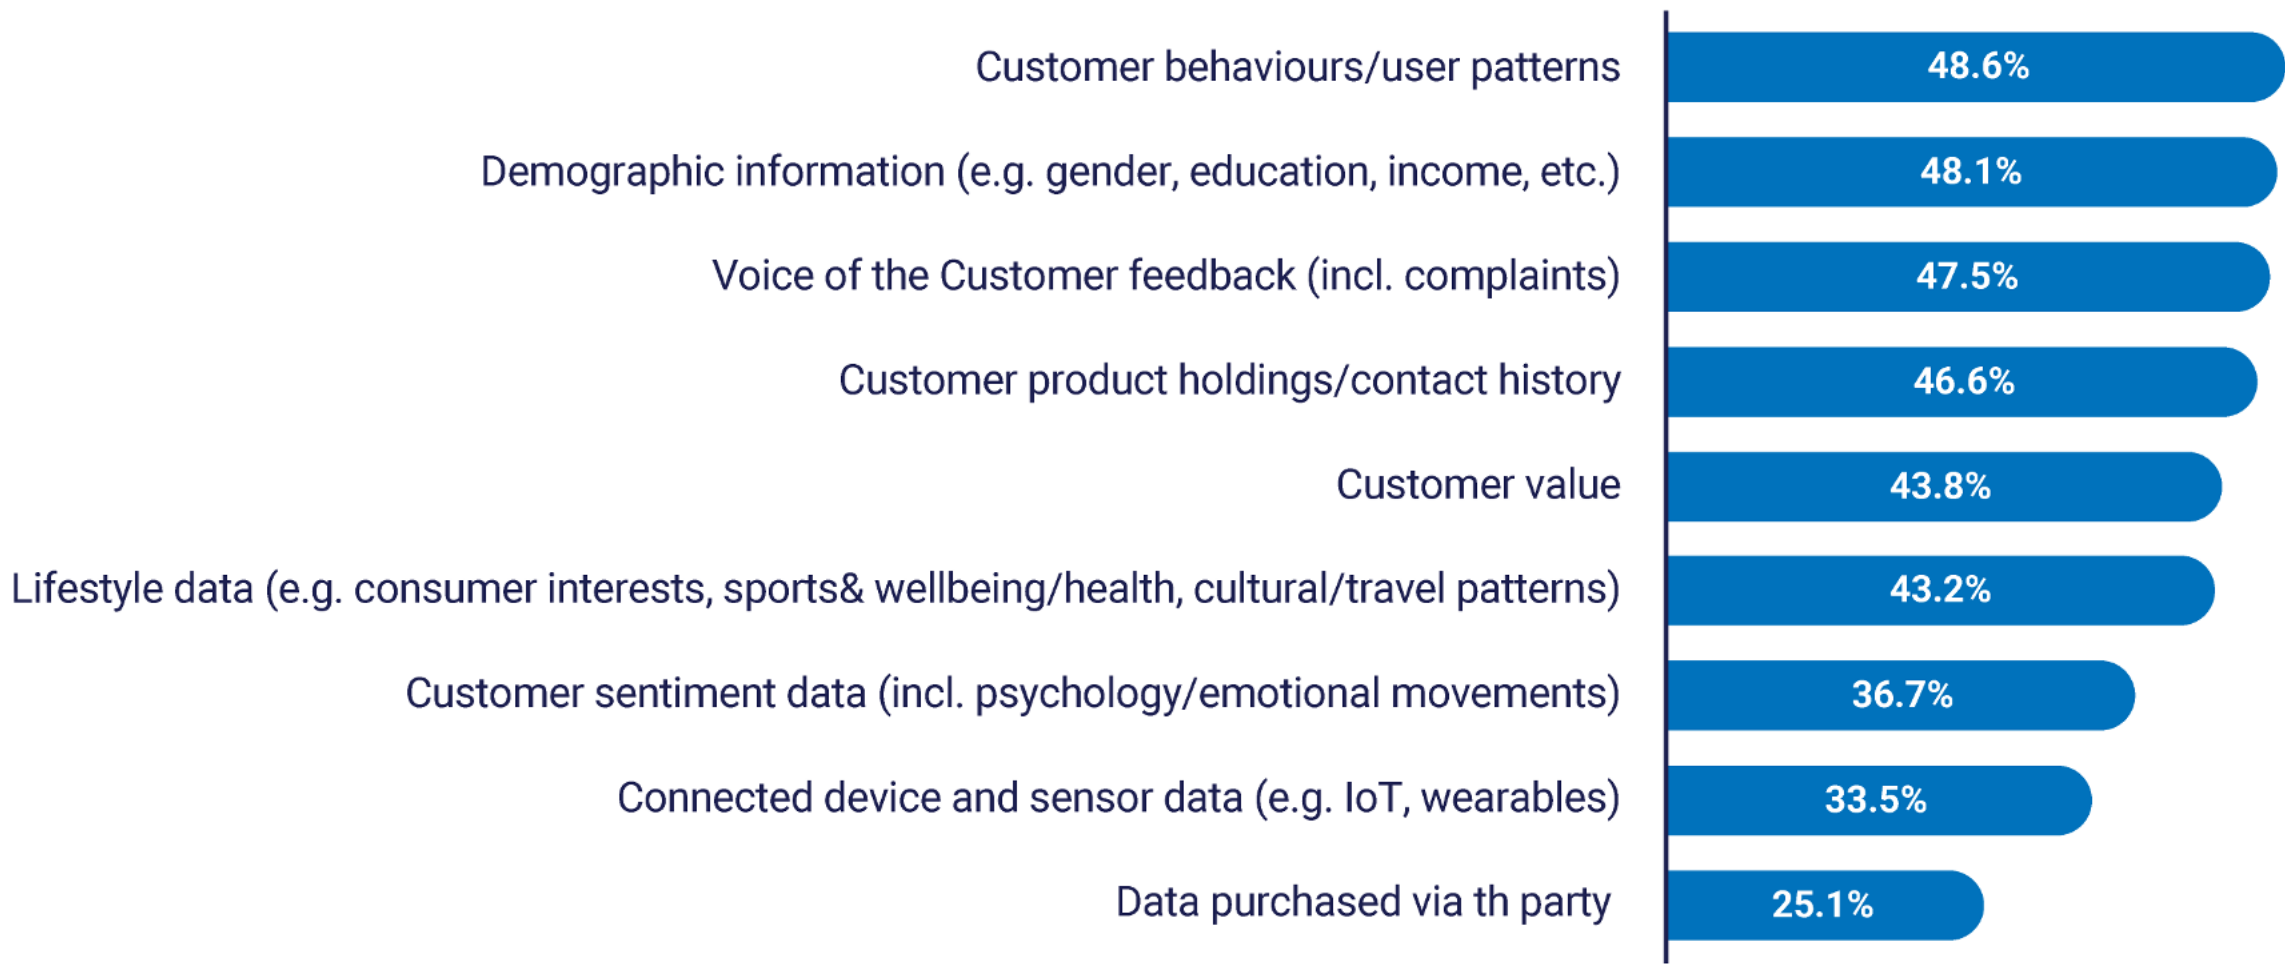 Customer behaviours/user patterns 48.6%
Demographic information (e.g. gender, education, income, etc.) 48.1%
Voice of the Customer feedback (incl. complaints) 47.5%
Customer product holdings/contact history 46.6%
Customer value 43.8%
Lifestyle data (e.g. consumer interests, sports& wellbeing/health, cultural/travel patterns) 43.2%
Customer sentiment data (incl. psychology/emotional movements) 36.7%
Connected device and sensor data (e.g. IoT, wearables) 33.5%
Data purchased via th party 25.1%